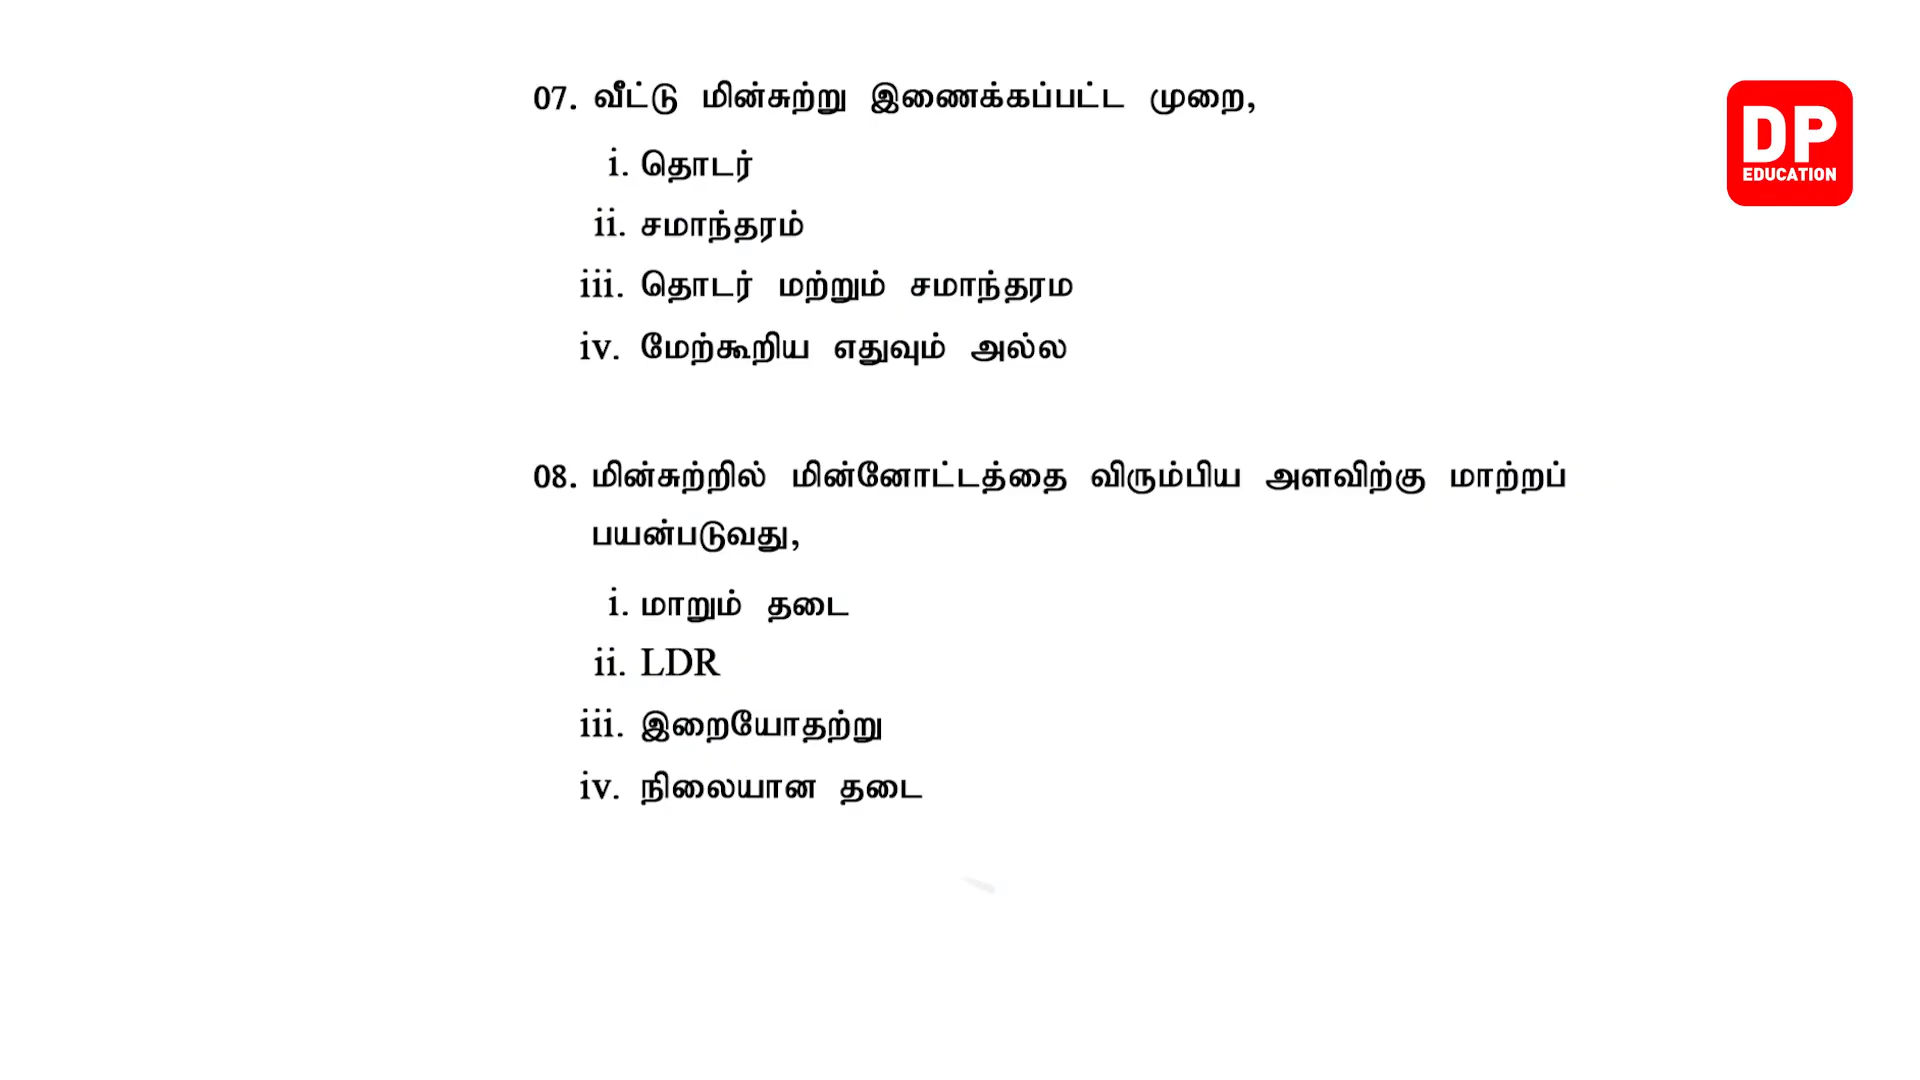 07. வீட்டு மின்சுற்று இணைக்கப்பட்ட முறை,
DP
EDUCATION
i. தொடர்
ii. சமாந்தரம்
iii. தொடர் மற்றும் சமாந்தரம
iv. மேற்கூறிய எதுவும் அல்ல
08. மின்சுற்றில் மின்னோட்டத்தை விரும்பிய அளவிற்கு மாற்றப்
பயன்படுவது,
i. மாறும் தடை
ii. LDR
iii. இறையோதற்று
iv. நிலையான தடை